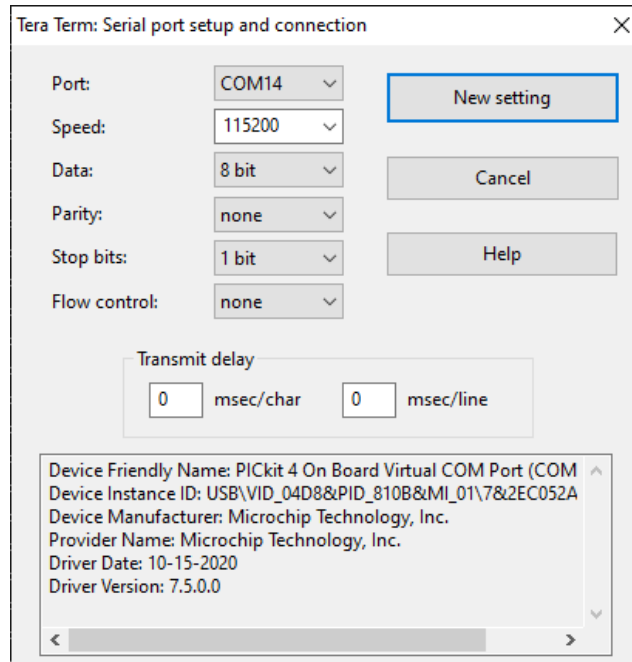 Tera Term: Serial port setup and connection
Port: COM14 New setting
Speed: 115200
Data: 8 bit Cancel
Parity: none
Stop bits: 1 bit Help
Flow control: none
Transmit delay
0 msec/char 0 msec/line
Device Friendly Name: PICkit 4 On Board Virtual COM Port (COM
Device Instance ID: USB\VID_04D8&PID_810B&MI_01\7&2EC052A
Device Manufacturer: Microchip Technology, Inc.
Provider Name: Microchip Technology, Inc.
Driver Date: 10-15-2020
Driver Version: 7.5.0.0